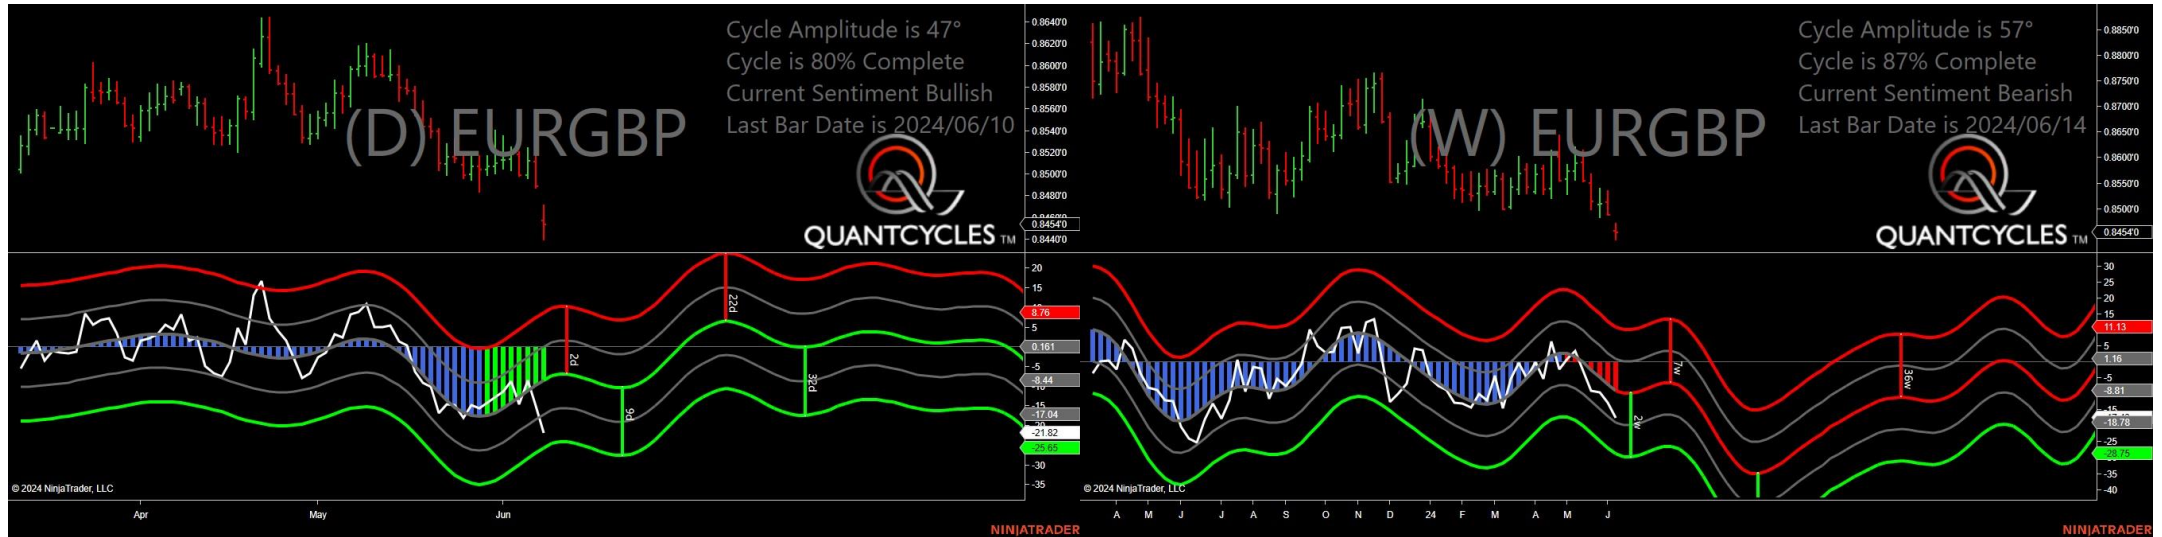 Cycle Amplitude is 47°
Cycle is 80% Complete
Current Sentiment Bullish
Last Bar Date is 2024/06/10
(D) EURGBP
QUANTCYCLES TM
0.8640'0
0.8620'0
0.8600'0
0.8580'0
0.8560'0
0.8540'0
0.8520'0
0.8500'0
0.8480'0
0.8454'0
0.8440'0
20
8.76
5
0.161
-5
-8.44
-15
-17.04
-21.82
-25.65
-30
-35
2d
9d
22d
32d
© 2024 NinjaTrader, LLC
Apr May Jun
NINJATRADER
Cycle Amplitude is 57°
Cycle is 87% Complete
Current Sentiment Bearish
Last Bar Date is 2024/06/14
(W) EURGBP
QUANTCYCLES TM
0.8850'0
0.8800'0
0.8750'0
0.8700'0
0.8650'0
0.8600'0
0.8550'0
0.8500'0
0.8454'0
30
25
20
15
11.13
5
1.16
-5
-8.81
-15
-18.78
-25
-28.75
-35
-40
2w
7w
36w
© 2024 NinjaTrader, LLC
A M J J A S O N D 24 F M A M J
NINJATRADER